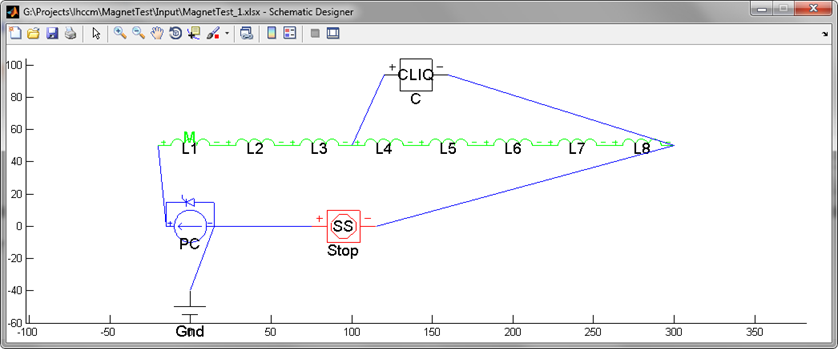 G:\Projects\lhccm\MagnetTest\Input\MagnetTest_1.xlsx - Schematic Designer
100
80
60
40
20
0
-20
-40
-60
+ CLIQ −
C
M
L1 L2 L3 L4 L5 L6 L7 L8
+ −
PC
+ SS −
Stop
Gnd
-100 -50 50 100 150 200 250 300 350